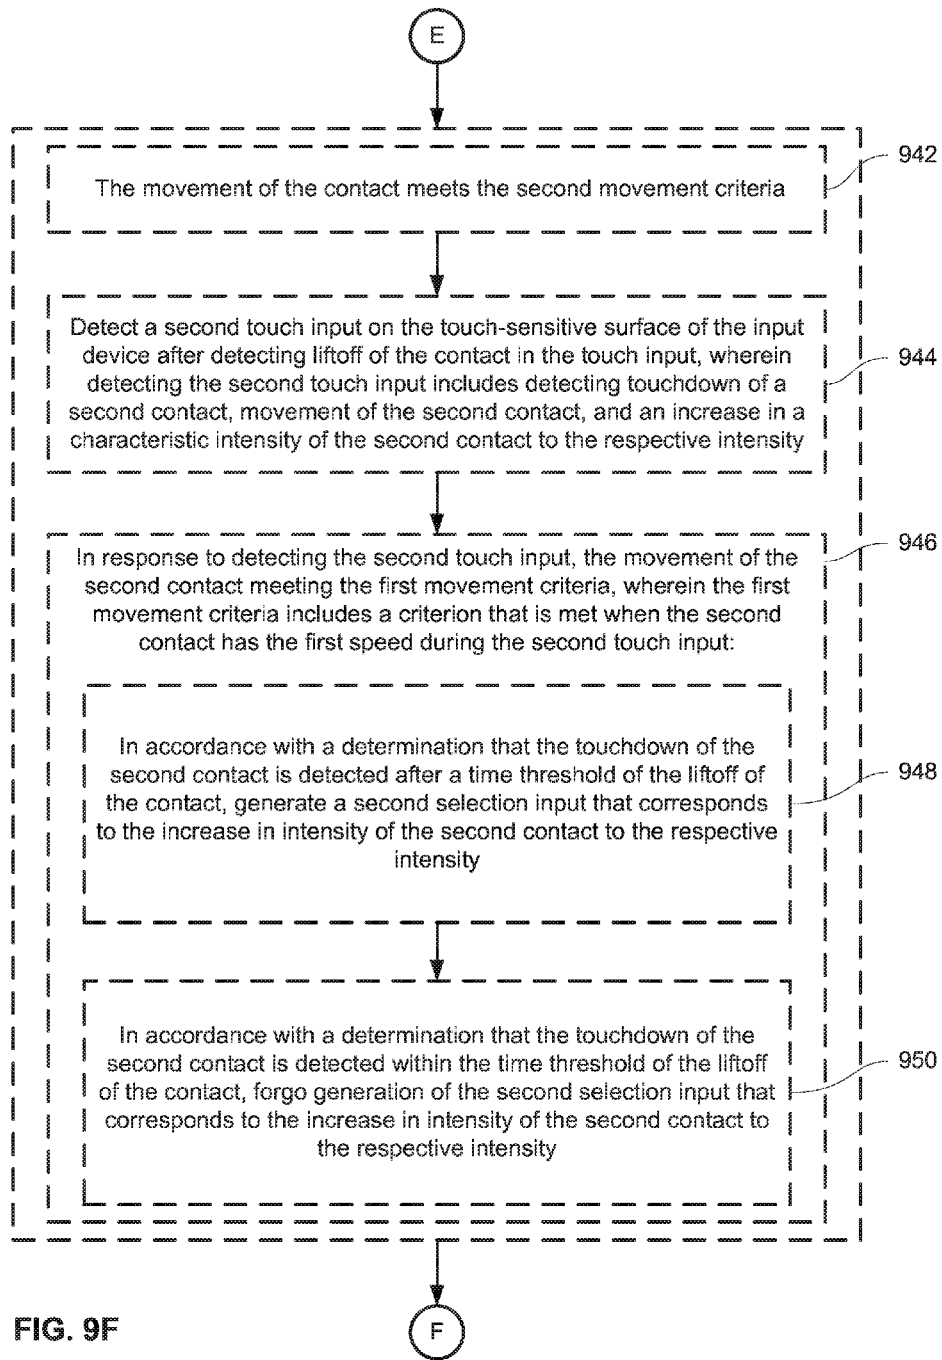 E
The movement of the contact meets the second movement criteria
942
Detect a second touch input on the touch-sensitive surface of the input
device after detecting liftoff of the contact in the touch input, wherein
detecting the second touch input includes detecting touchdown of a
second contact, movement of the second contact, and an increase in a
characteristic intensity of the second contact to the respective intensity
944
In response to detecting the second touch input, the movement of the
second contact meeting the first movement criteria, wherein the first
movement criteria includes a criterion that is met when the second
contact has the first speed during the second touch input:
946
In accordance with a determination that the touchdown of the
second contact is detected after a time threshold of the liftoff of
the contact, generate a second selection input that corresponds
to the increase in intensity of the second contact to the respective
intensity
948
In accordance with a determination that the touchdown of the
second contact is detected within the time threshold of the liftoff
of the contact, forgo generation of the second selection input that
corresponds to the increase in intensity of the second contact to
the respective intensity
950
F
FIG. 9F